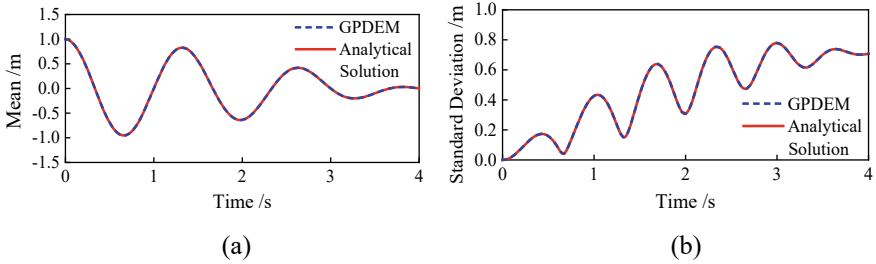 1.5
1.0
0.5
0.0
-0.5
-1.0
-1.5
Mean /m
GPDEM
Analytical
Solution
0
1
2
3
4
Time /s
(a)
1.0
0.8
0.6
0.4
0.2
0.0
Standard Deviation /m
GPDEM
Analytical
Solution
0
1
2
3
4
Time /s
(b)